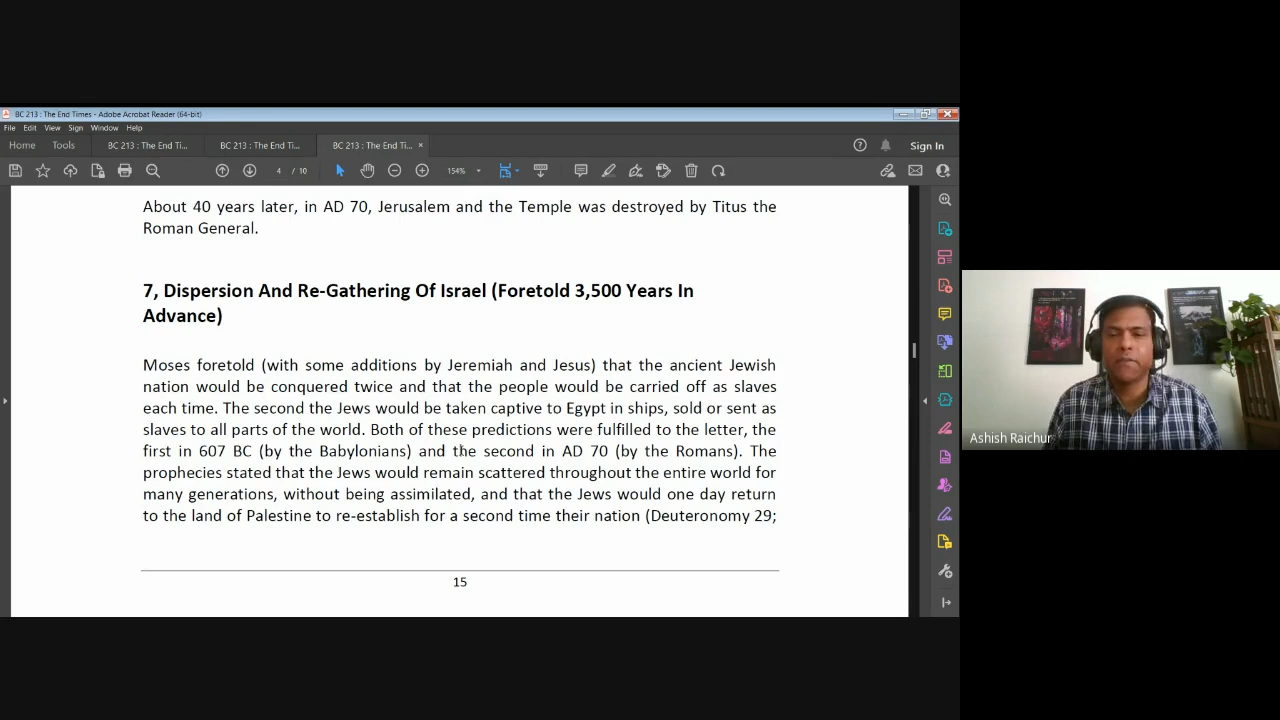 BC 213 : The End Times - Adobe Acrobat Reader (64-bit)
File Edit View Sign Window Help
Home Tools BC 213 : The End Ti... BC 213 : The End Ti... BC 213 : The End Ti... × Sign In
4 / 10 154%
About 40 years later, in AD 70, Jerusalem and the Temple was destroyed by Titus the
Roman General.
7, Dispersion And Re-Gathering Of Israel (Foretold 3,500 Years In
Advance)
Moses foretold (with some additions by Jeremiah and Jesus) that the ancient Jewish
nation would be conquered twice and that the people would be carried off as slaves
each time. The second the Jews would be taken captive to Egypt in ships, sold or sent as
slaves to all parts of the world. Both of these predictions were fulfilled to the letter, the
first in 607 BC (by the Babylonians) and the second in AD 70 (by the Romans). The
prophecies stated that the Jews would remain scattered throughout the entire world for
many generations, without being assimilated, and that the Jews would one day return
to the land of Palestine to re-establish for a second time their nation (Deuteronomy 29;
15
Ashish Raichur